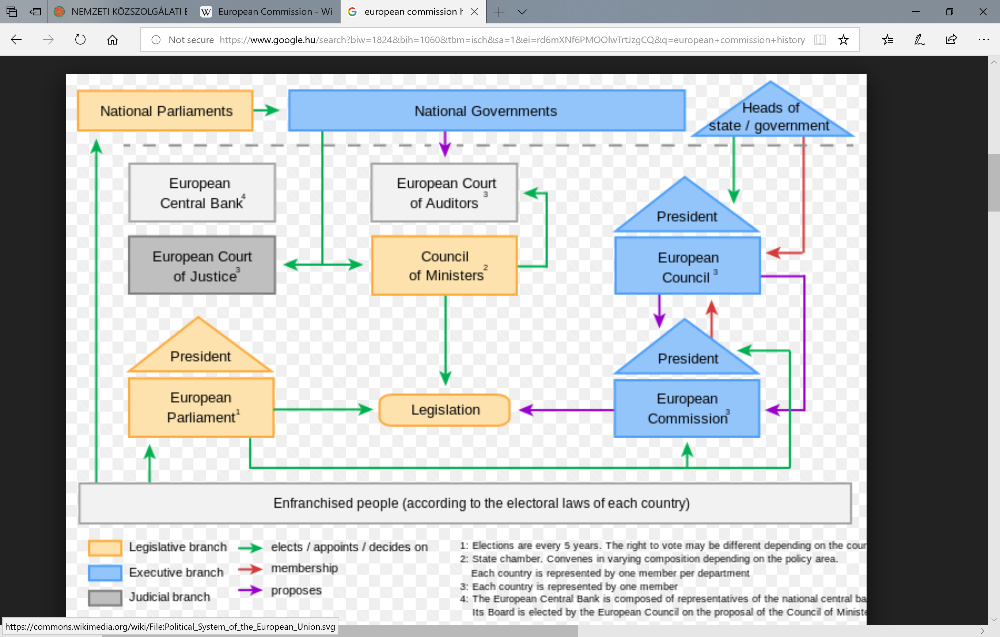 NEMZETI KÖZSZOLGÁLATI E
European Commission - Wi
european commission h
Not secure https://www.google.hu/search?biw=1824&bih=1060&tbm=isch&sa=1&ei=rd6mXNf6PMOOlwTrtJzgCQ&q=european+commission+history
National Parliaments
National Governments
Heads of
state / government
European
Central Bank4
European Court
of Auditors 3
President
European Court
of Justice3
Council
of Ministers2
European
Council 3
President
President
European
Parliament1
Legislation
European
Commission3
Enfranchised people (according to the electoral laws of each country)
Legislative branch
Executive branch
Judicial branch
elects / appoints / decides on
membership
proposes
1: Elections are every 5 years. The right to vote may be different depending on the coun
2: State chamber. Convenes in varying composition depending on the policy area.
Each country is represented by one member per department
3: Each country is represented by one member
4: The European Central Bank is composed of representatives of the national central ba
Its Board is elected by the European Council on the proposal of the Council of Ministe
https://commons.wikimedia.org/wiki/File:Political_System_of_the_European_Union.svg